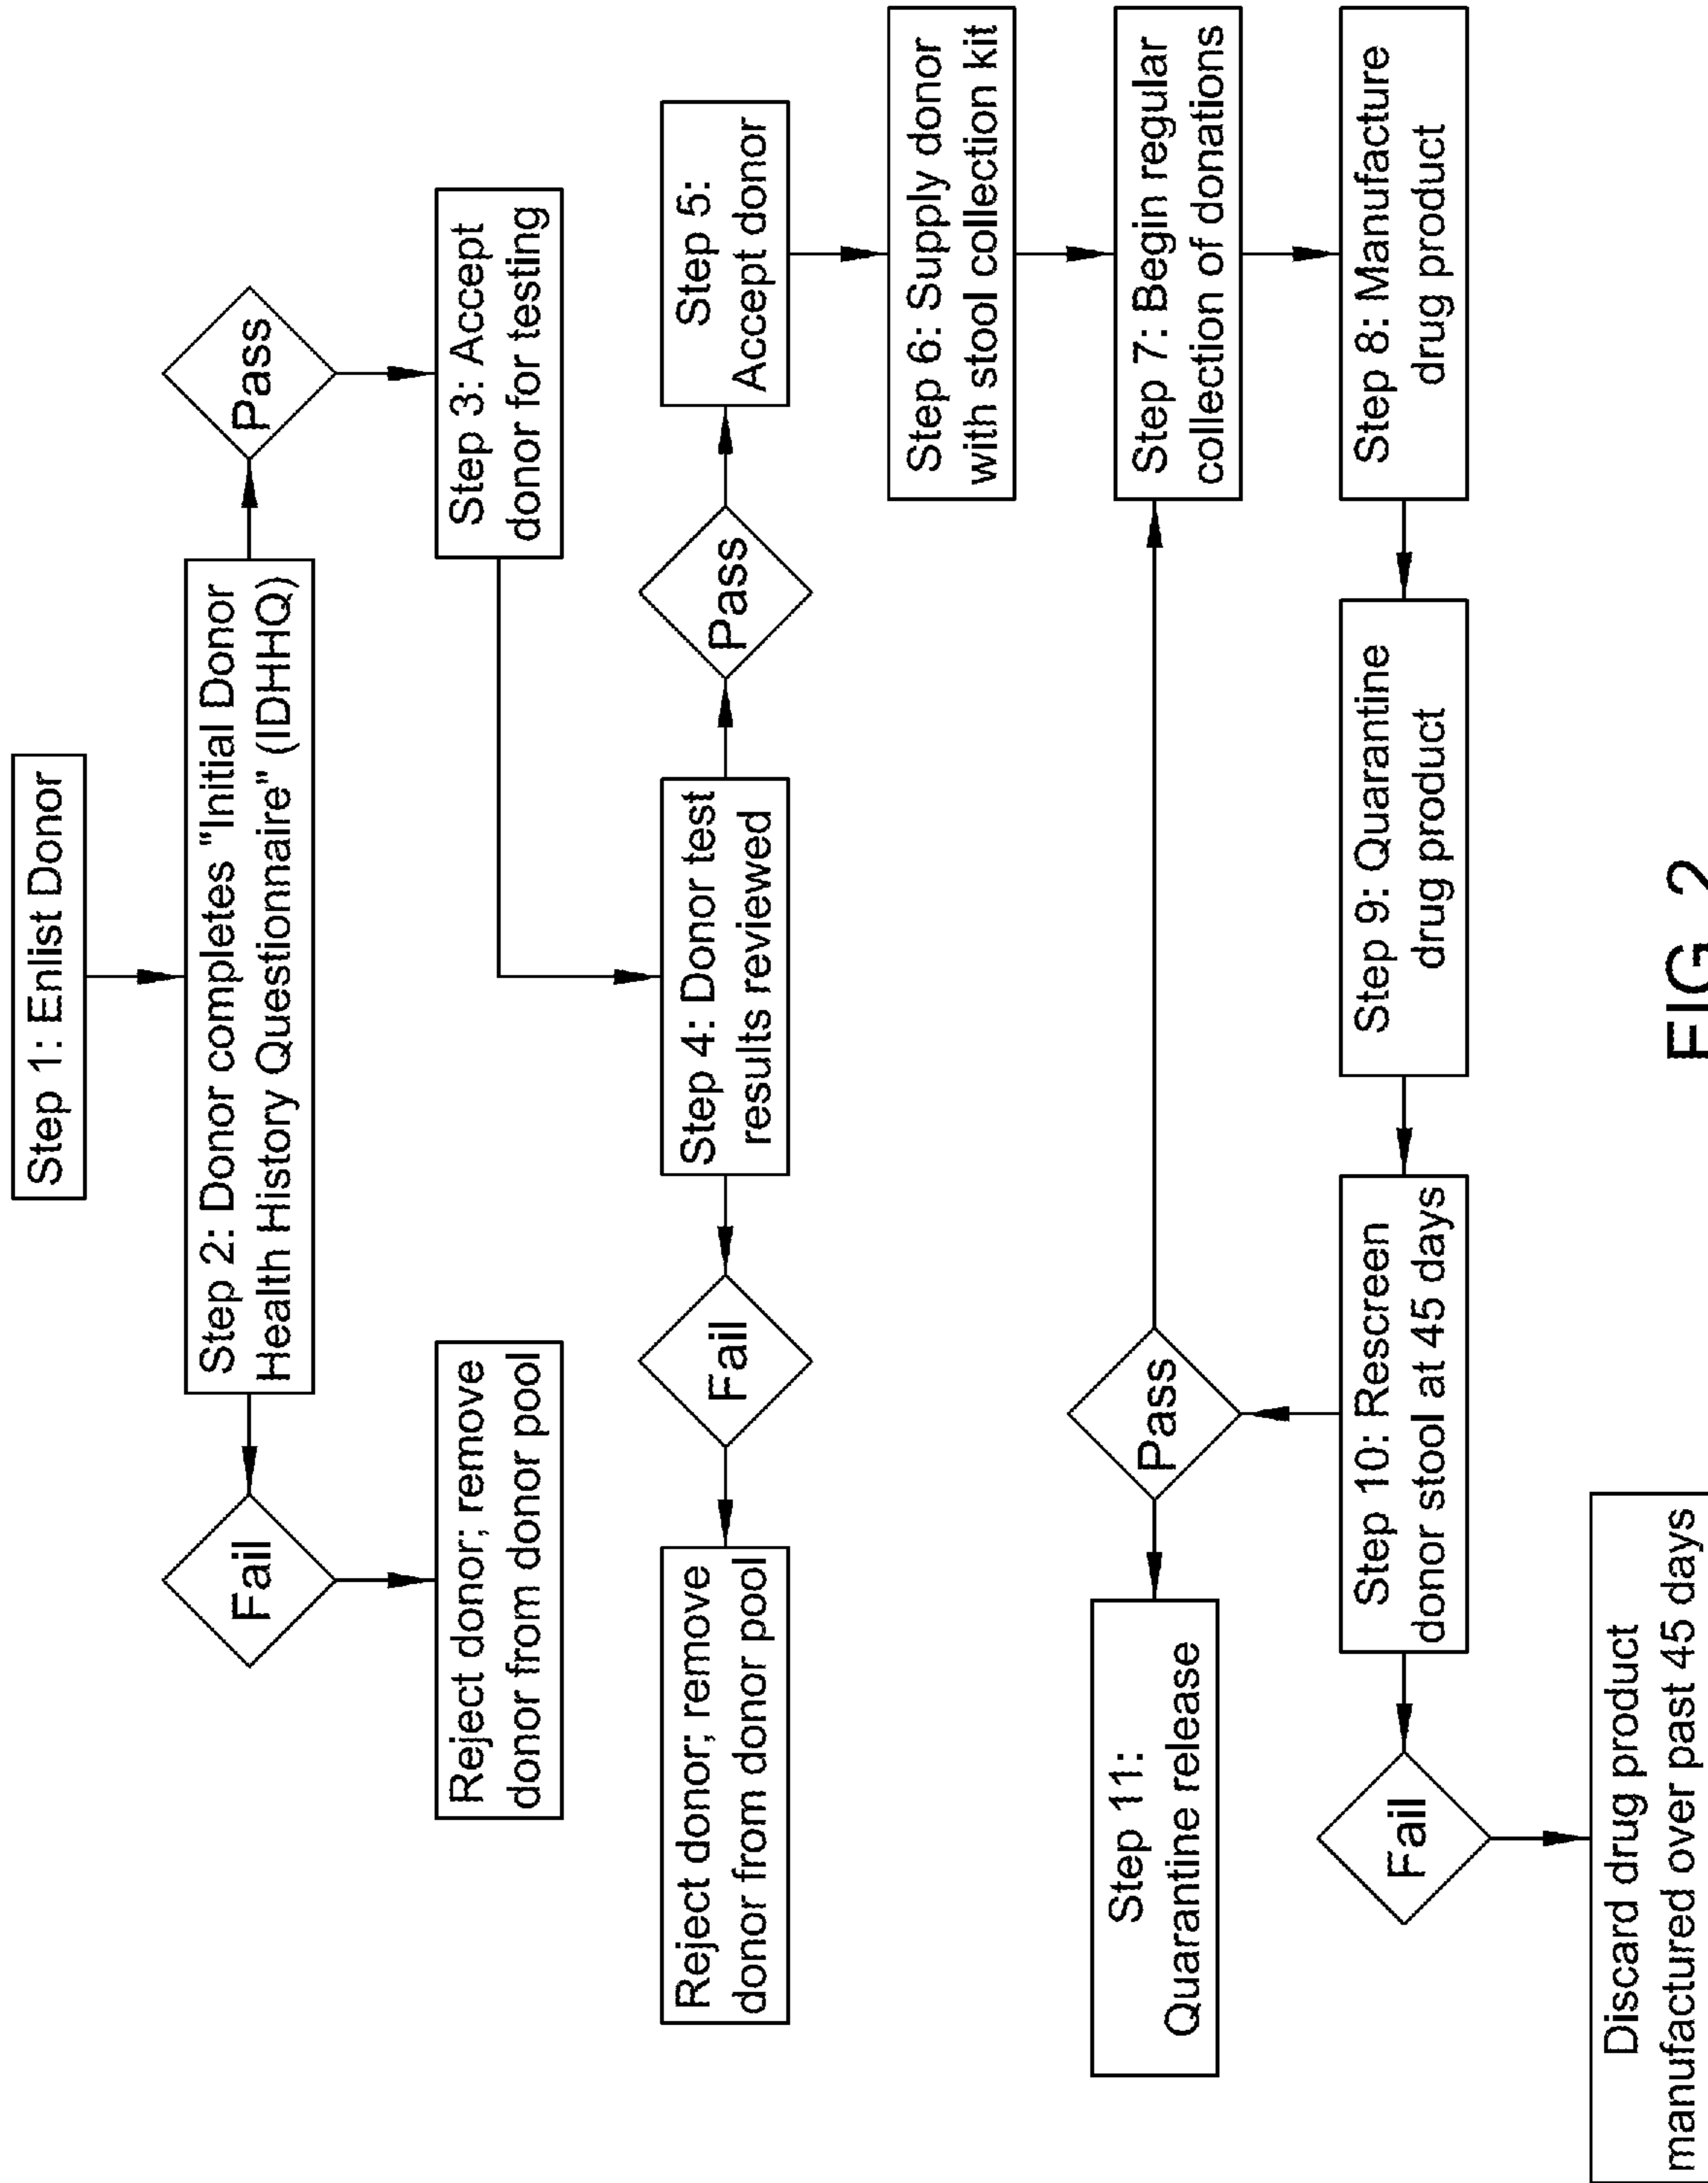 Step 1: Enlist Donor
Step 2: Donor completes "Initial Donor
Health History Questionnaire" (IDHHQ)
Fail
Pass
Reject donor; remove
donor from donor pool
Step 3: Accept
donor for testing
Step 4: Donor test
results reviewed
Fail
Pass
Reject donor; remove
donor from donor pool
Step 5:
Accept donor
Step 6: Supply donor
with stool collection kit
Step 7: Begin regular
collection of donations
Step 8: Manufacture
drug product
Step 9: Quarantine
drug product
Step 10: Rescreen
donor stool at 45 days
Pass
Step 11:
Quarantine release
Fail
Discard drug product
manufactured over past 45 days
FIG 2